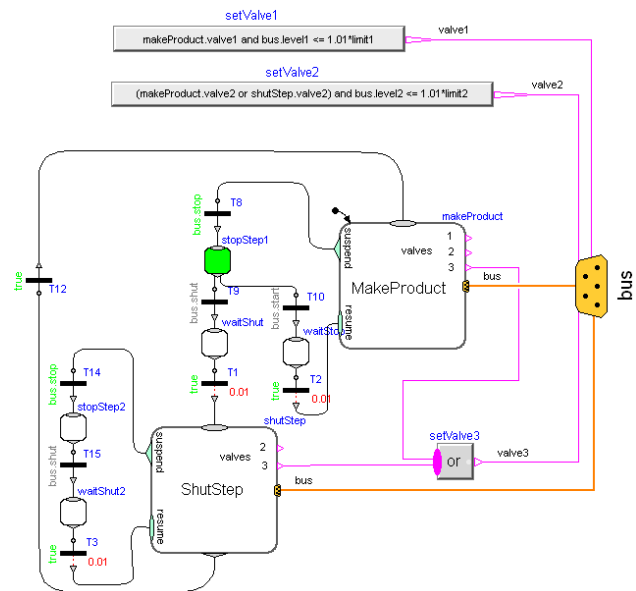 setValve1
makeProduct.valve1 and bus.level1 <= 1.01*limit1
valve1
setValve2
(makeProduct.valve2 or shutStep.valve2) and bus.level2 <= 1.01*limit2
valve2
T8
bus.stop
stopStep1
suspend
makeProduct
1
valves
2
3
bus
MakeProduct
resume
bus
true
T12
T9
bus.shut
T10
bus.start
waitShut
T1
true
0.01
T2
true
0.01
T14
bus.stop
stopStep2
T15
bus.shut
waitShut2
T3
true
0.01
shutStep
suspend
2
valves
3
bus
ShutStep
resume
setValve3
or
valve3